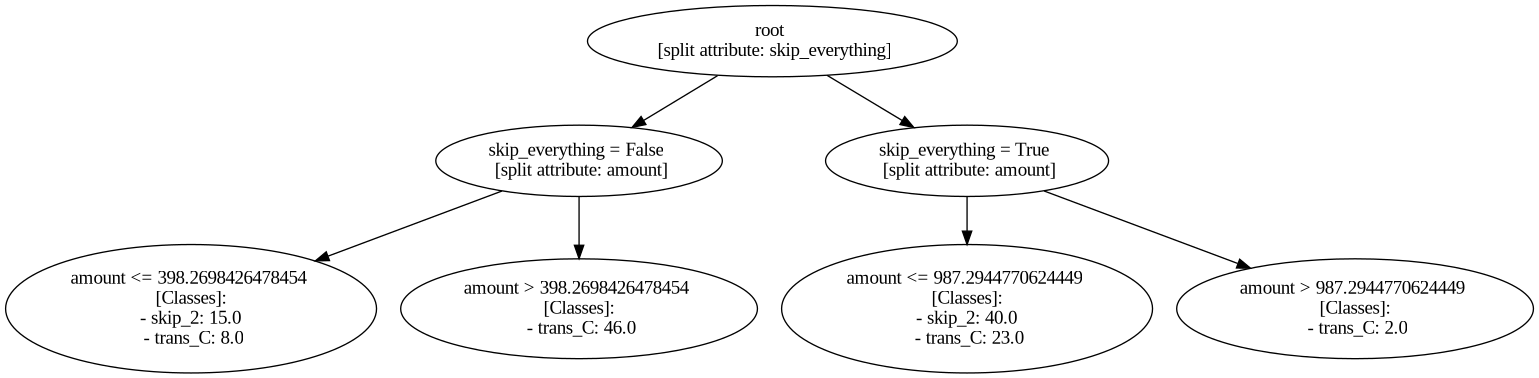 root
[split attribute: skip_everything]
skip_everything = False
[split attribute: amount]
skip_everything = True
[split attribute: amount]
amount <= 398.2698426478454
[Classes]:
- skip_2: 15.0
- trans_C: 8.0
amount > 398.2698426478454
[Classes]:
- trans_C: 46.0
amount <= 987.2944770624449
[Classes]:
- skip_2: 40.0
- trans_C: 23.0
amount > 987.2944770624449
[Classes]:
- trans_C: 2.0